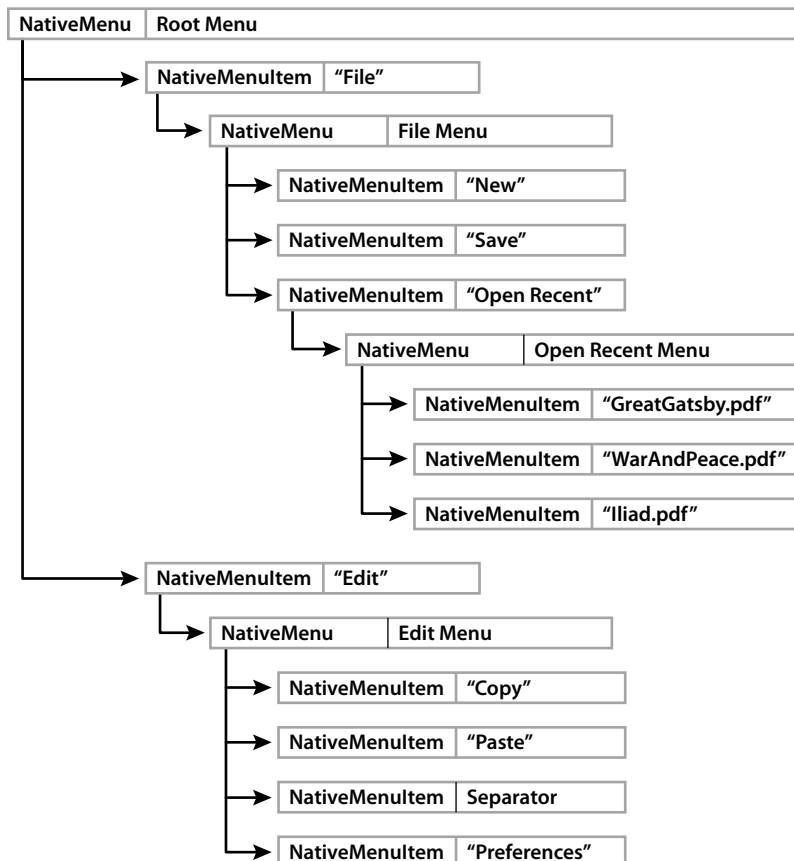 NativeMenu Root Menu
NativeMenuItem “File”
NativeMenu File Menu
NativeMenuItem “New”
NativeMenuItem “Save”
NativeMenuItem “Open Recent”
NativeMenu Open Recent Menu
NativeMenuItem “GreatGatsby.pdf”
NativeMenuItem “WarAndPeace.pdf”
NativeMenuItem “Iliad.pdf”
NativeMenuItem “Edit”
NativeMenu Edit Menu
NativeMenuItem “Copy”
NativeMenuItem “Paste”
NativeMenuItem Separator
NativeMenuItem “Preferences”